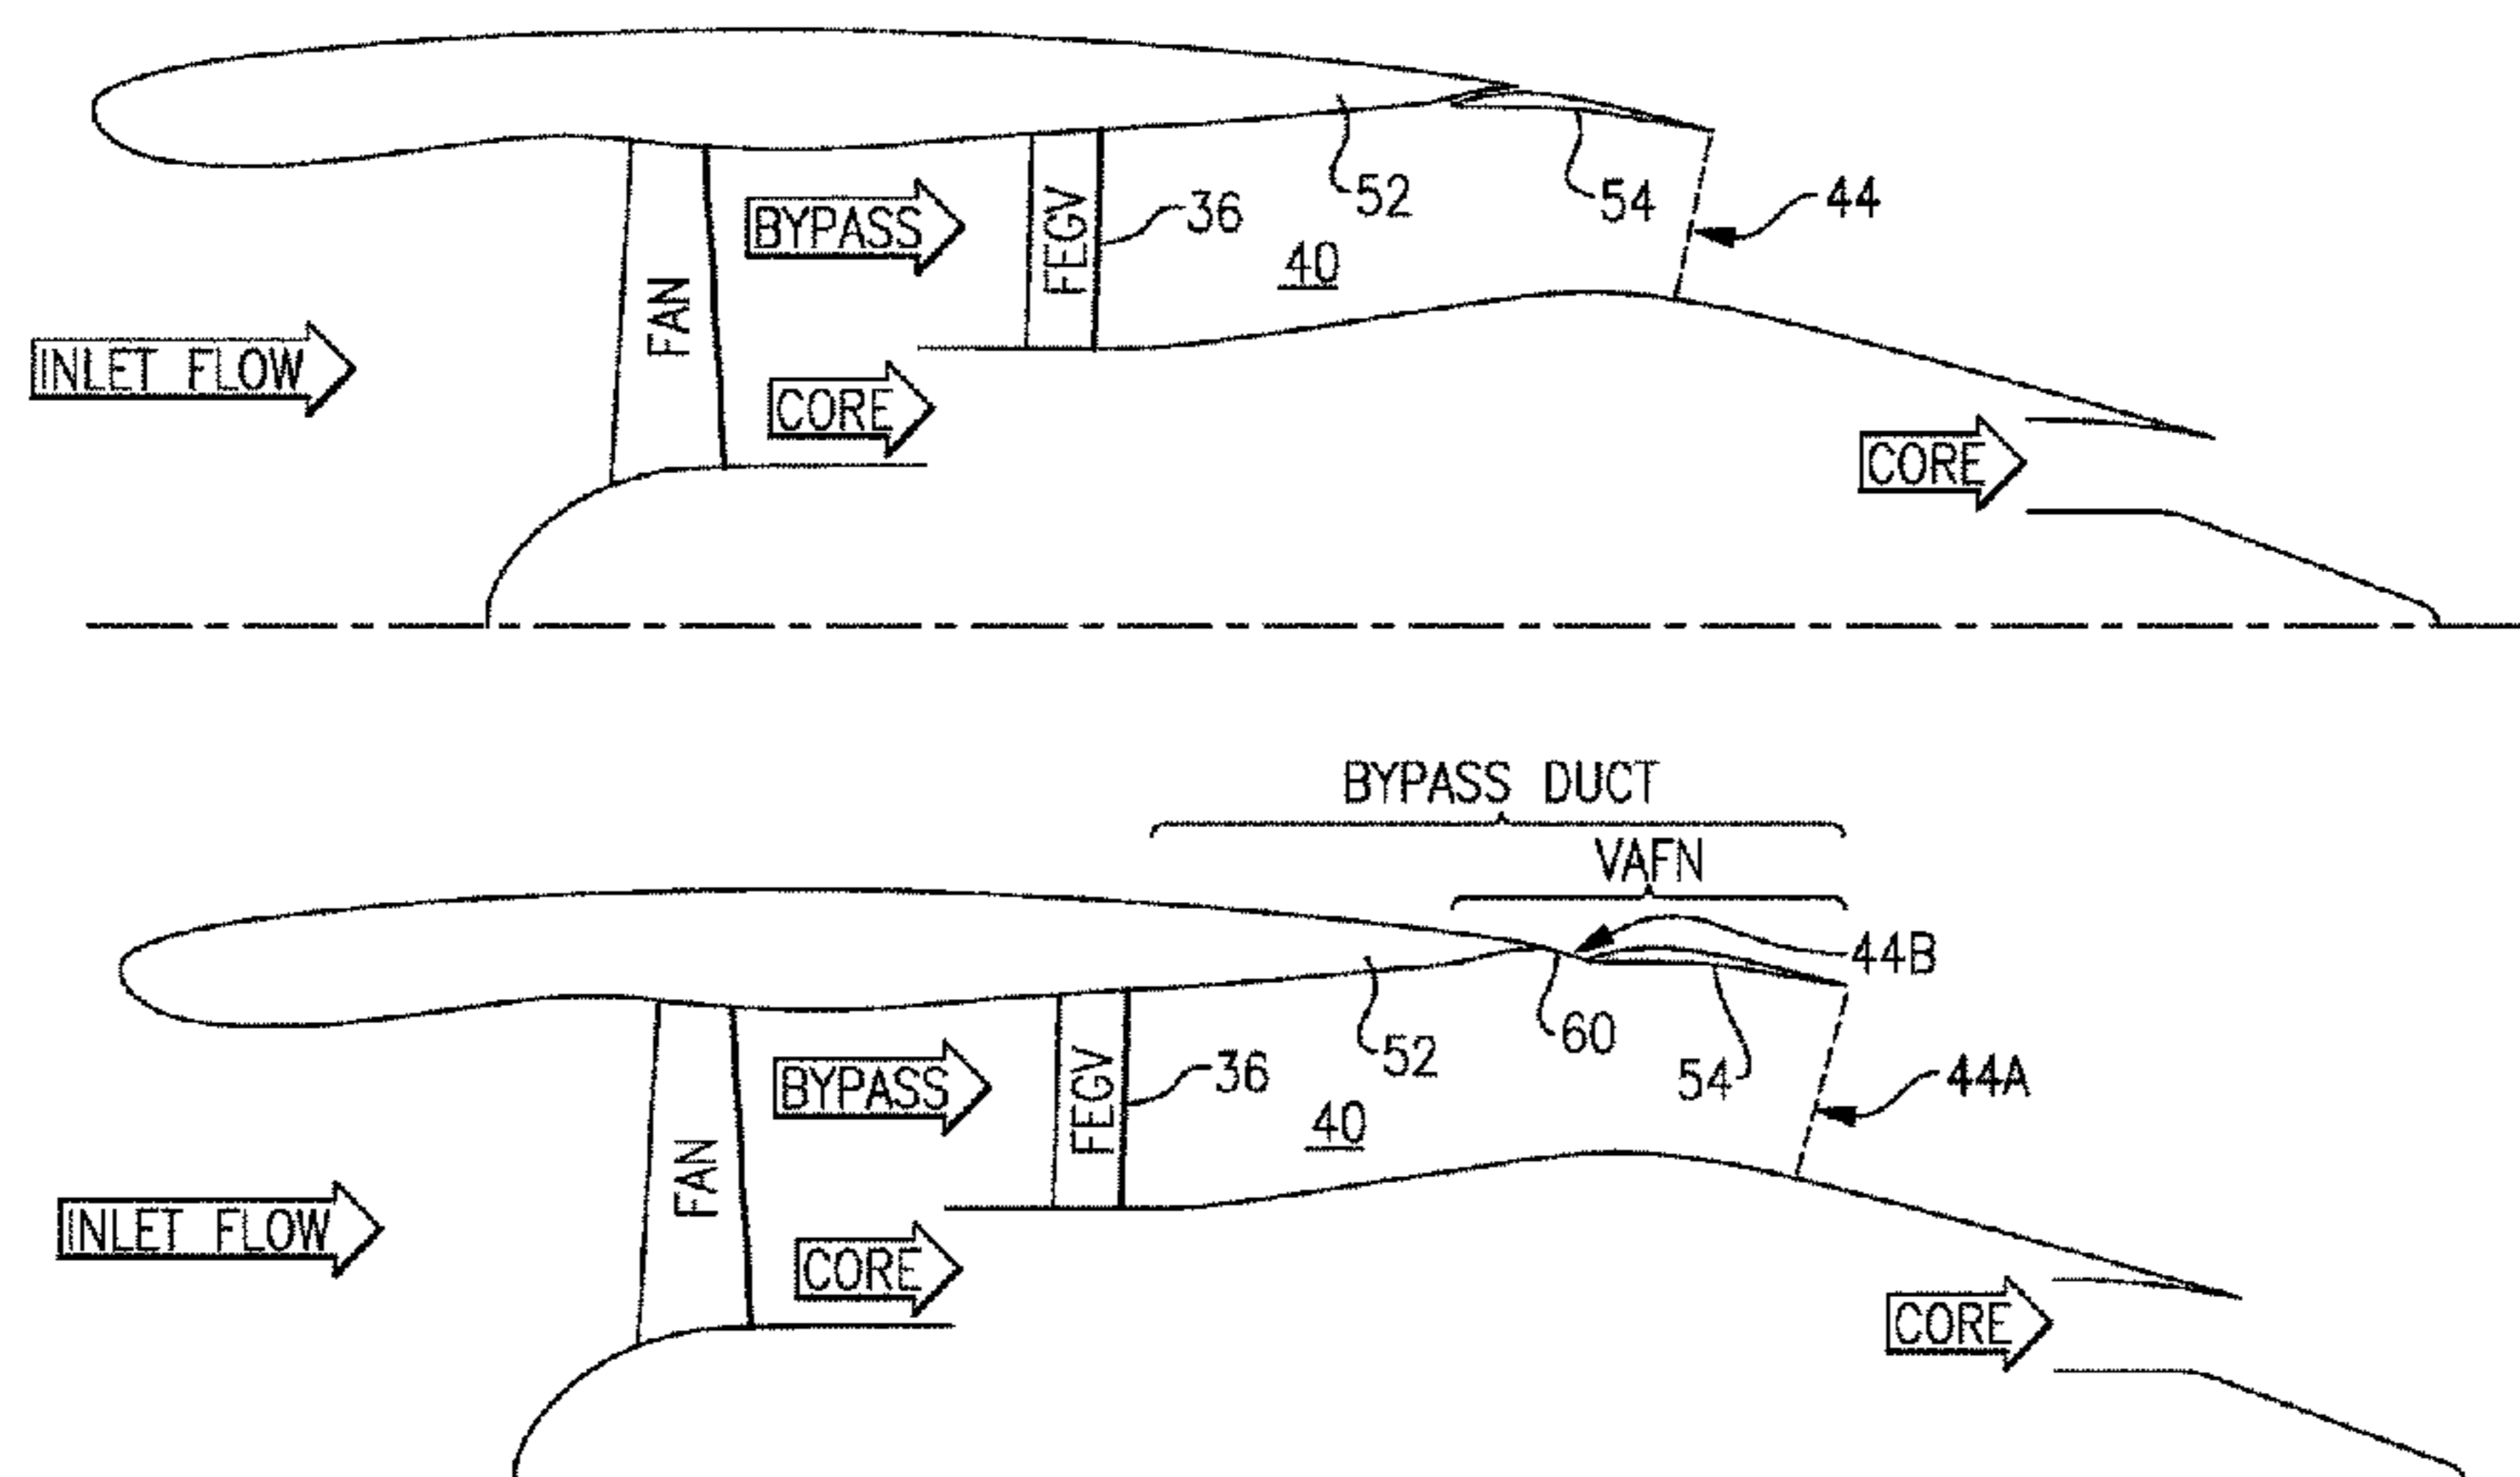 52
54
44
BYPASS
FEGV
36
40
FAN
INLET FLOW
CORE
CORE
BYPASS DUCT
VAFN
44B
52
60
54
44A
BYPASS
FEGV
36
40
FAN
INLET FLOW
CORE
CORE